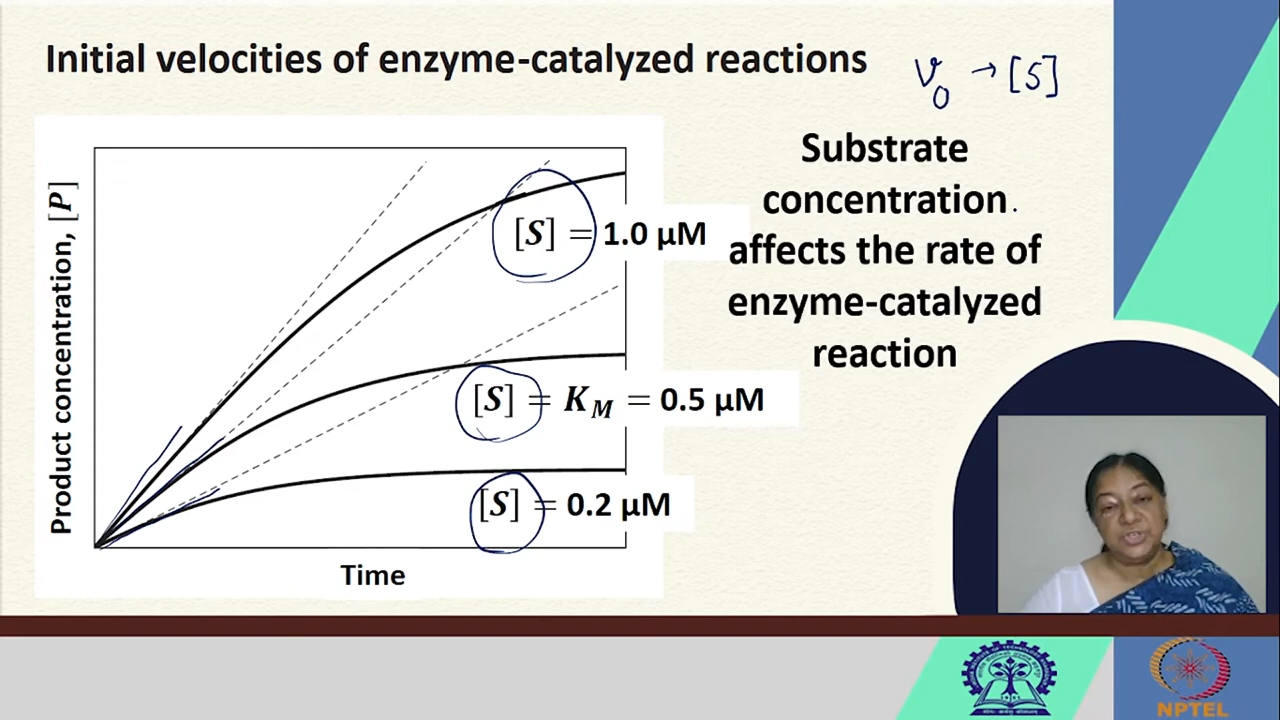 Initial velocities of enzyme-catalyzed reactions
V₀ → [S]
Product concentration, [P]
[S] = 1.0 μM
[S] = K_M = 0.5 μM
[S] = 0.2 μM
Time
Substrate
concentration.
affects the rate of
enzyme-catalyzed
reaction
NPTEL